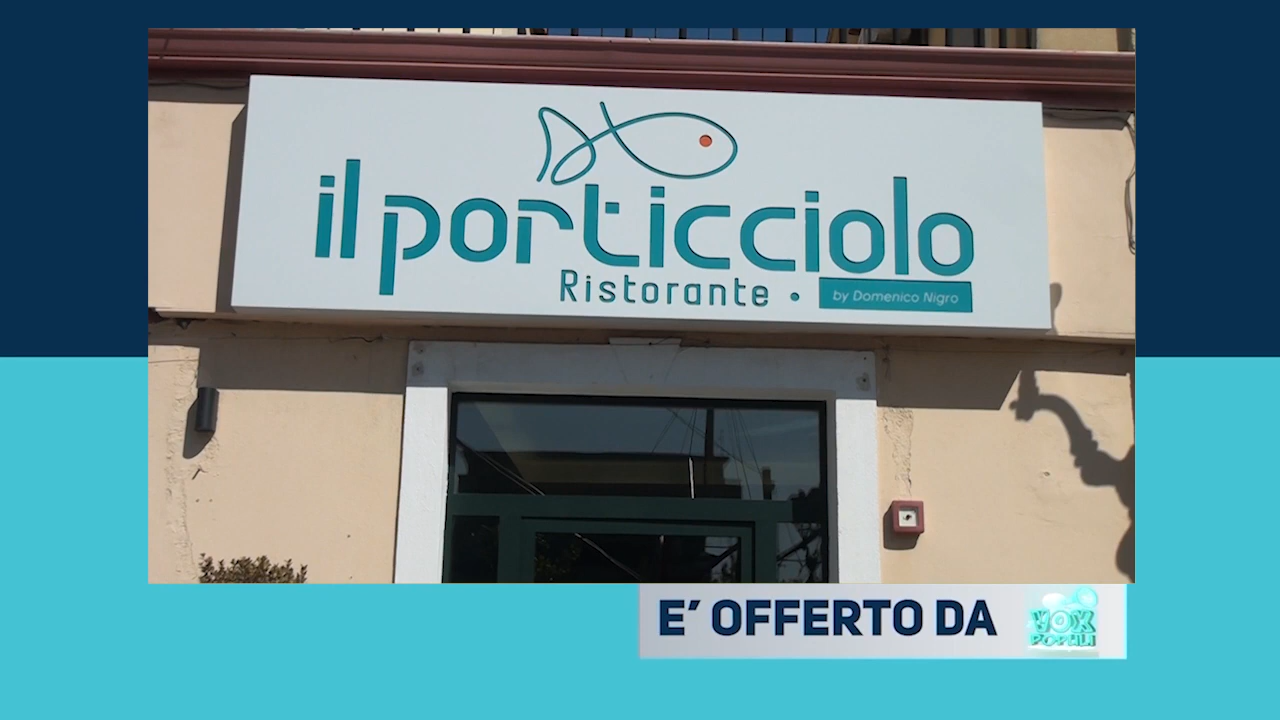 il porticciolo
Ristorante •
by Domenico Nigro
E´ OFFERTO DA
VOX
POPULI